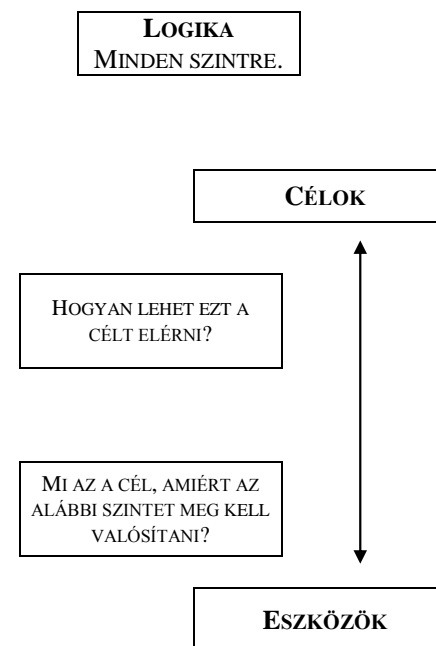 LOGIKA
MINDEN SZINTRE.
CÉLOK
HOGYAN LEHET EZT A
CÉLT ELÉRNI?
MI AZ A CÉL, AMIÉRT AZ
ALÁBBI SZINTET MEG KELL
VALÓSÍTANI?
ESZKÖZÖK